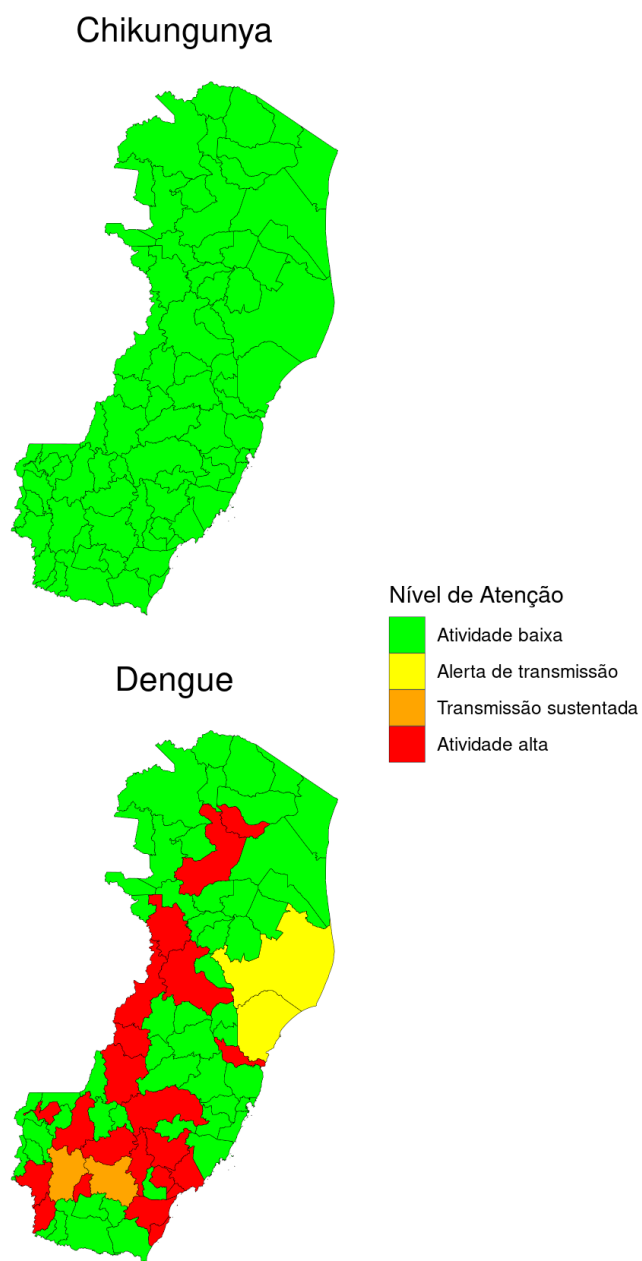 Chikungunya
Nível de Atenção
Atividade baixa
Alerta de transmissão
Transmissão sustentada
Atividade alta
Dengue